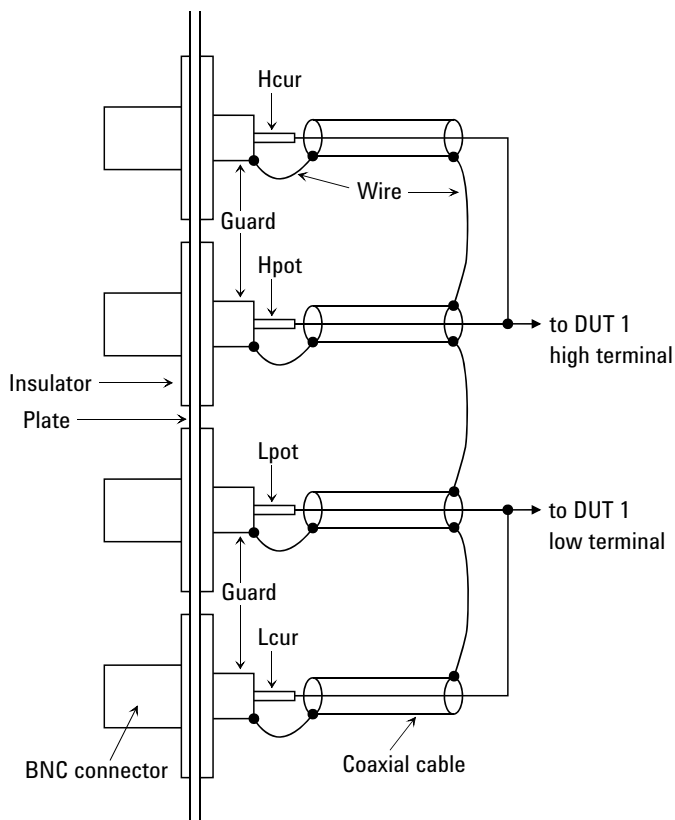 Hcur
Wire
Guard
Hpot
to DUT 1
high terminal
Insulator
Plate
Lpot
to DUT 1
low terminal
Guard
Lcur
BNC connector
Coaxial cable